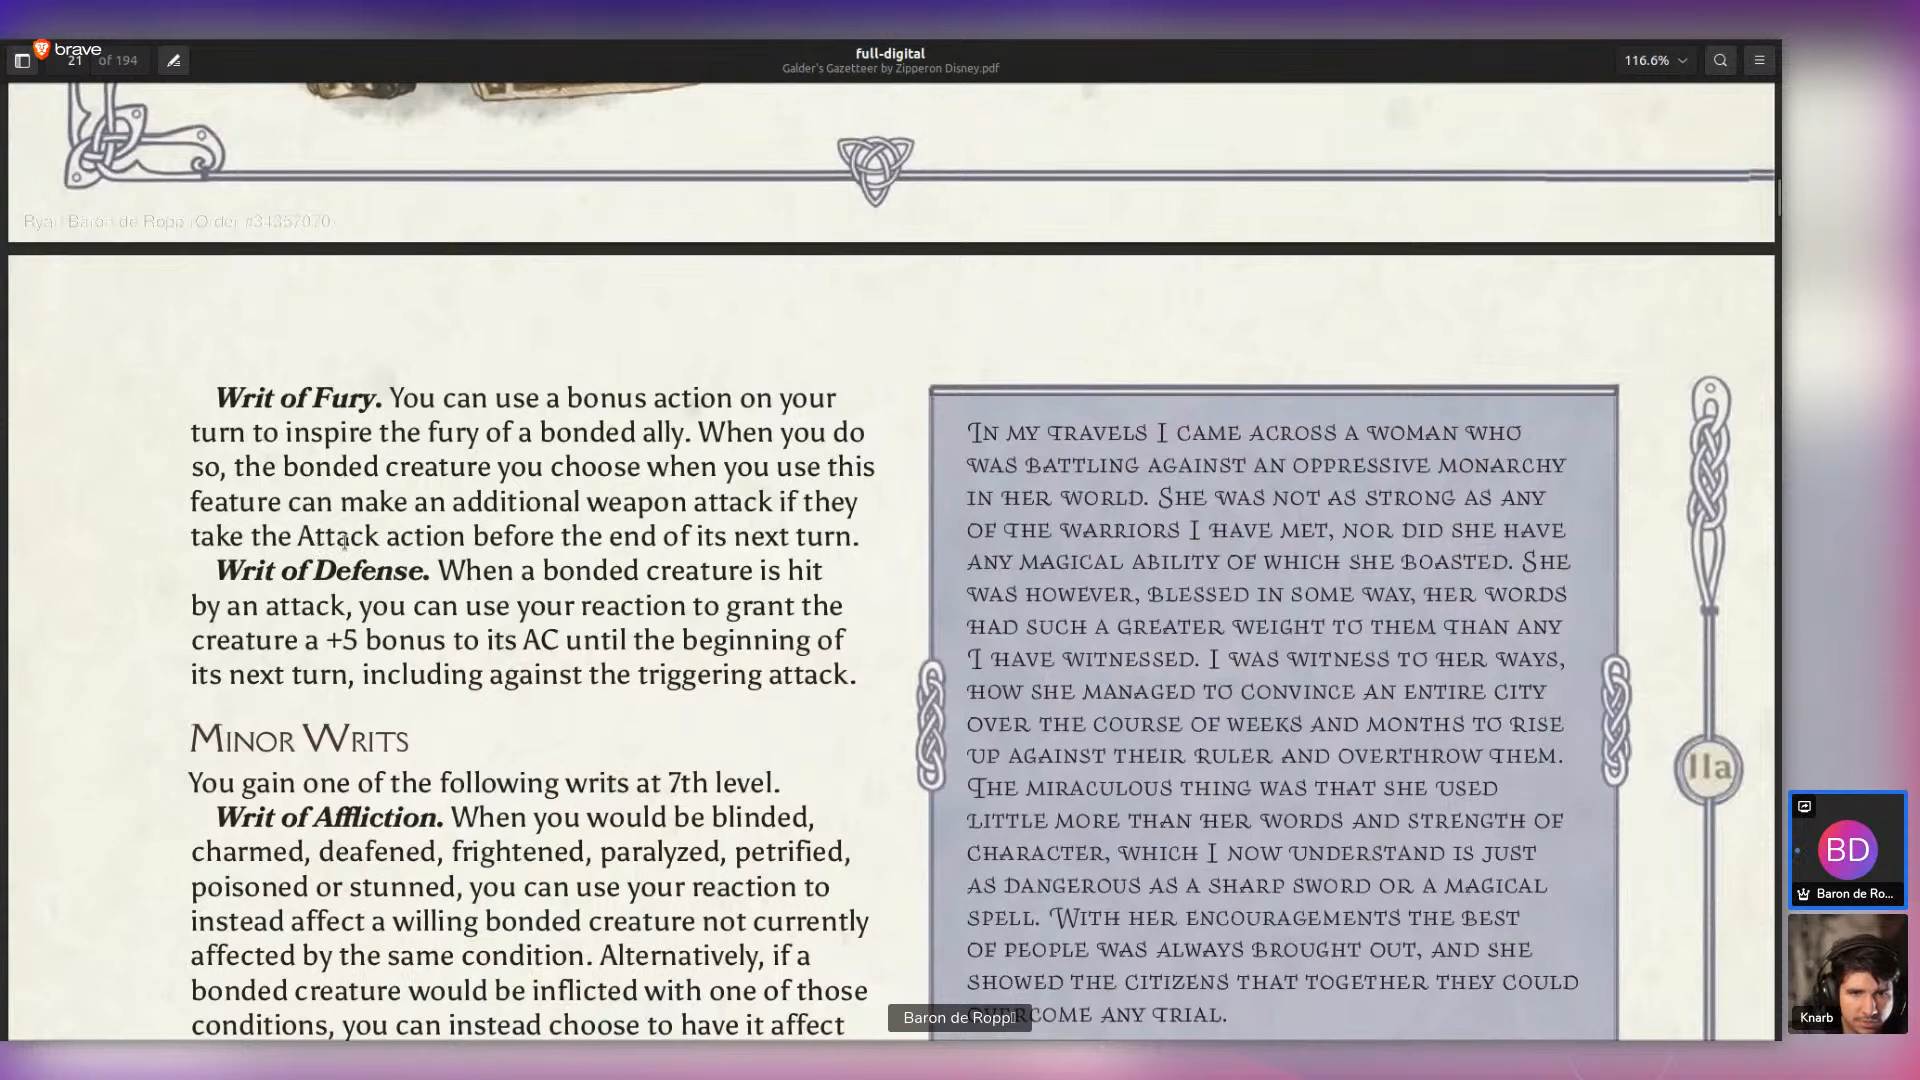 brave
21 of 194
full-digital
Galder's Gazetteer by Zipperon Disney.pdf
116.6%
Baron de Ropp Order #34357020
Writ of Fury. You can use a bonus action on your
turn to inspire the fury of a bonded ally. When you do
so, the bonded creature you choose when you use this
feature can make an additional weapon attack if they
take the Attack action before the end of its next turn.
Writ of Defense. When a bonded creature is hit
by an attack, you can use your reaction to grant the
creature a +5 bonus to its AC until the beginning of
its next turn, including against the triggering attack.
Minor Writs
You gain one of the following writs at 7th level.
Writ of Affliction. When you would be blinded,
charmed, deafened, frightened, paralyzed, petrified,
poisoned or stunned, you can use your reaction to
instead affect a willing bonded creature not currently
affected by the same condition. Alternatively, if a
bonded creature would be inflicted with one of those
conditions, you can instead choose to have it affect
In my travels I came across a woman who
was battling against an oppressive monarchy
in her world. She was not as strong as any
of the warriors I have met, nor did she have
any magical ability of which she boasted. She
was however, blessed in some way, her words
had such a greater weight to them than any
I have witnessed. I was witness to her ways,
how she managed to convince an entire city
over the course of weeks and months to rise
up against their ruler and overthrow them.
The miraculous thing was that she used
little more than her words and strength of
character, which I now understand is just
as dangerous as a sharp sword or a magical
spell. With her encouragements the best
of people was always brought out, and she
showed the citizens that together they could
overcome any trial.
11a
Baron de Ropp
BD
Baron de Ro...
Knarb